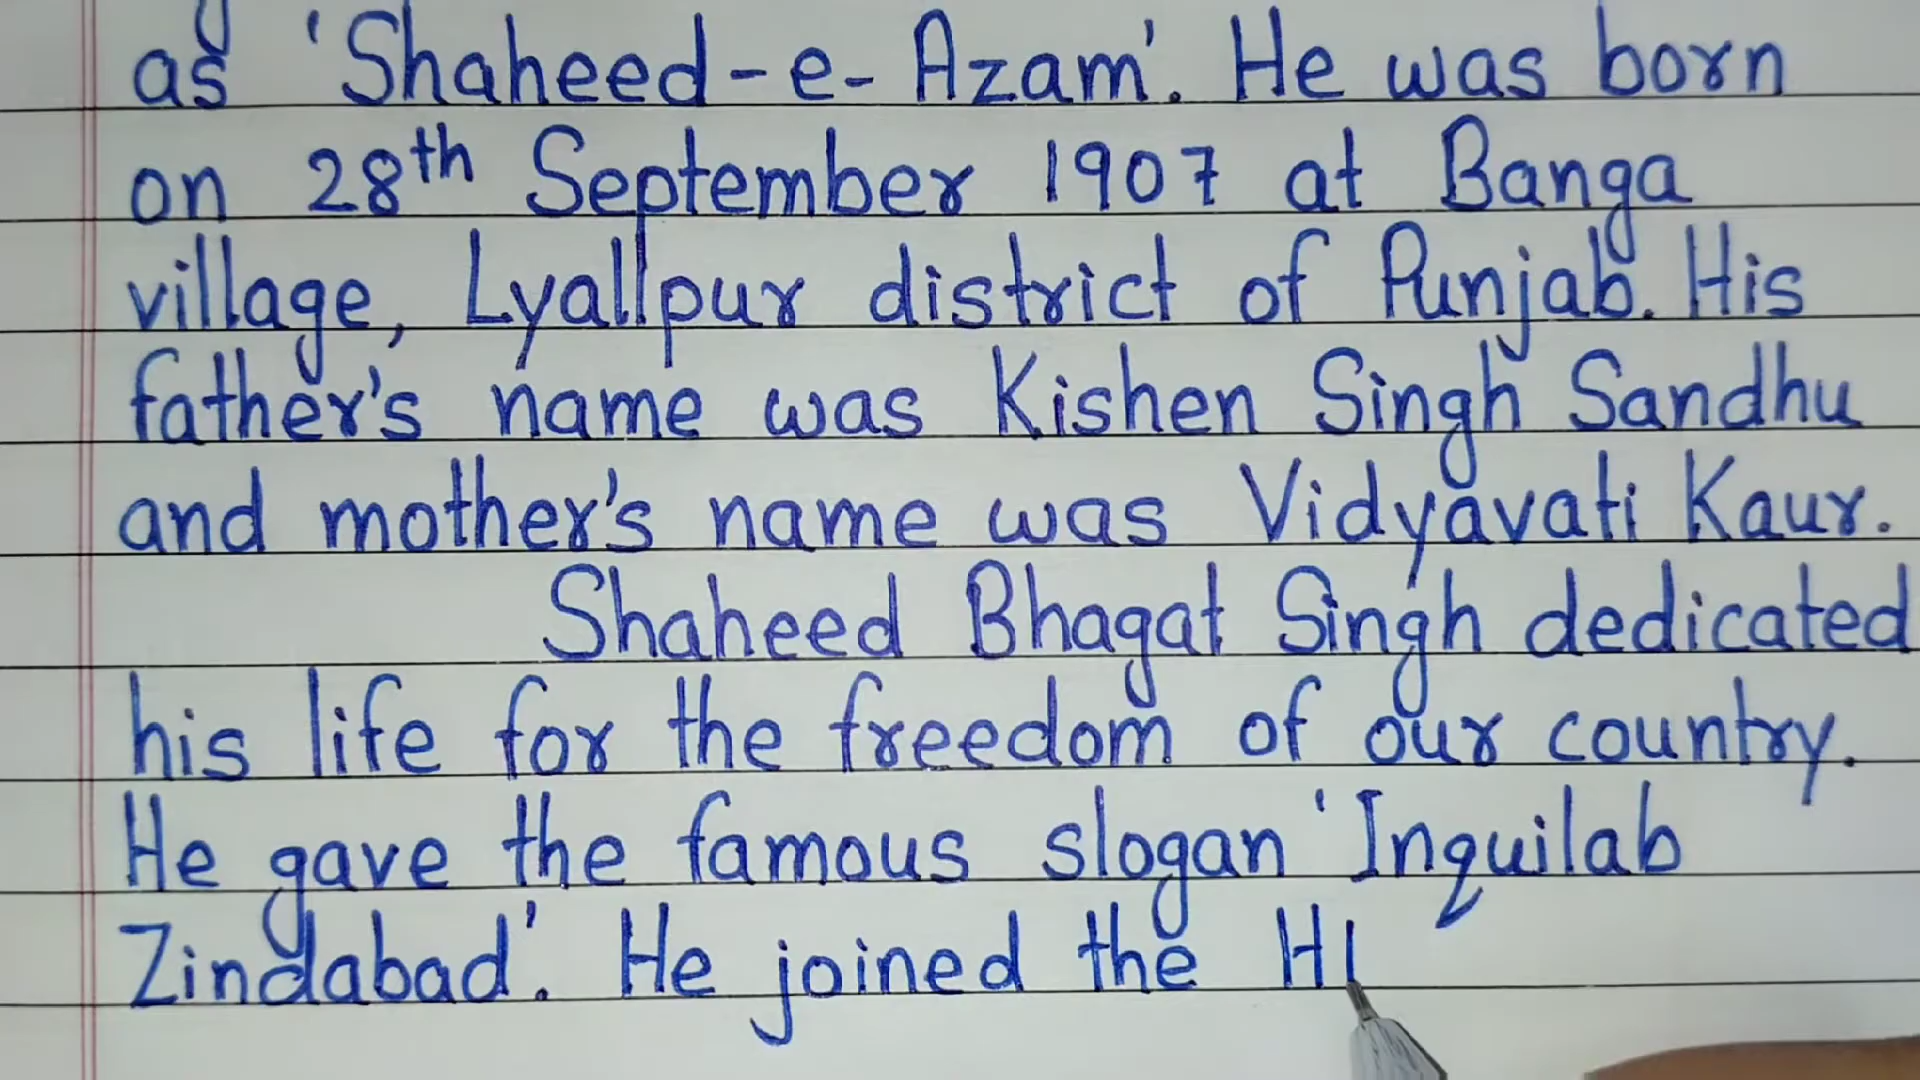 as 'Shaheed-e-Azam'. He was born
on 28th September 1907 at Banga
village, Lyallpur district of Punjab. His
father's name was Kishen Singh Sandhu
and mother's name was Vidyavati Kaur.
Shaheed Bhagat Singh dedicated
his life for the freedom of our country.
He gave the famous slogan 'Inquilab
Zindabad'. He joined the Hi